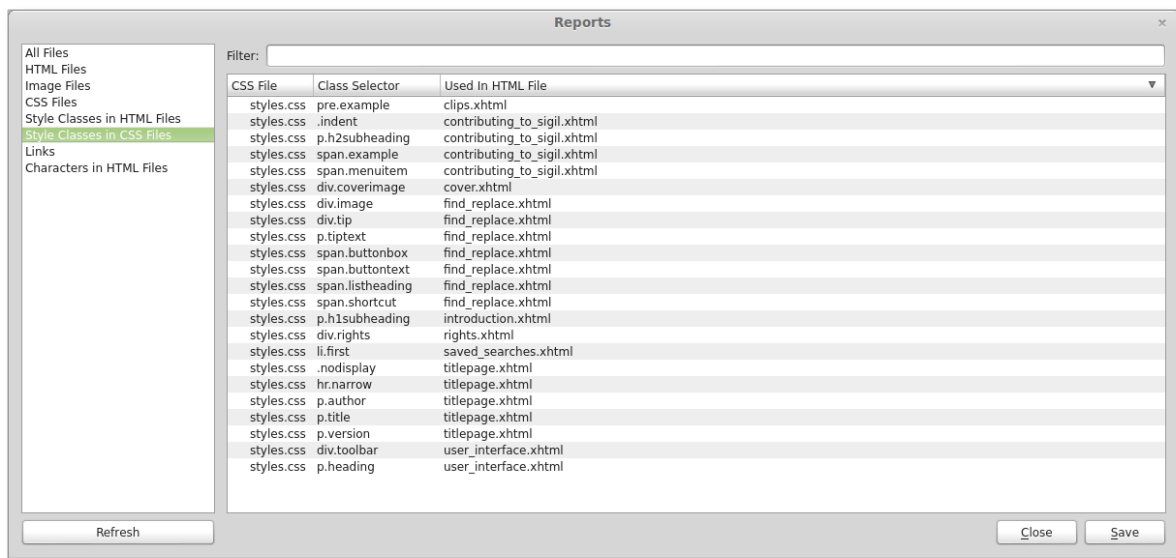 Reports
All Files
HTML Files
Image Files
CSS Files
Style Classes in HTML Files
Style Classes in CSS Files
Links
Characters in HTML Files
Refresh
Filter:
CSS File Class Selector Used In HTML File
styles.css pre.example clips.xhtml
styles.css .indent contributing_to_sigil.xhtml
styles.css p.h2subheading contributing_to_sigil.xhtml
styles.css span.example contributing_to_sigil.xhtml
styles.css span.menuitem contributing_to_sigil.xhtml
styles.css div.coverimage cover.xhtml
styles.css div.image find_replace.xhtml
styles.css div.tip find_replace.xhtml
styles.css p.tiptext find_replace.xhtml
styles.css span.buttonbox find_replace.xhtml
styles.css span.buttontext find_replace.xhtml
styles.css span.listheading find_replace.xhtml
styles.css span.shortcut find_replace.xhtml
styles.css p.h1subheading introduction.xhtml
styles.css div.rights rights.xhtml
styles.css li.first saved_searches.xhtml
styles.css .nodisplay titlepage.xhtml
styles.css hr.narrow titlepage.xhtml
styles.css p.author titlepage.xhtml
styles.css p.title titlepage.xhtml
styles.css p.version titlepage.xhtml
styles.css div.toolbar user_interface.xhtml
styles.css p.heading user_interface.xhtml
Close Save